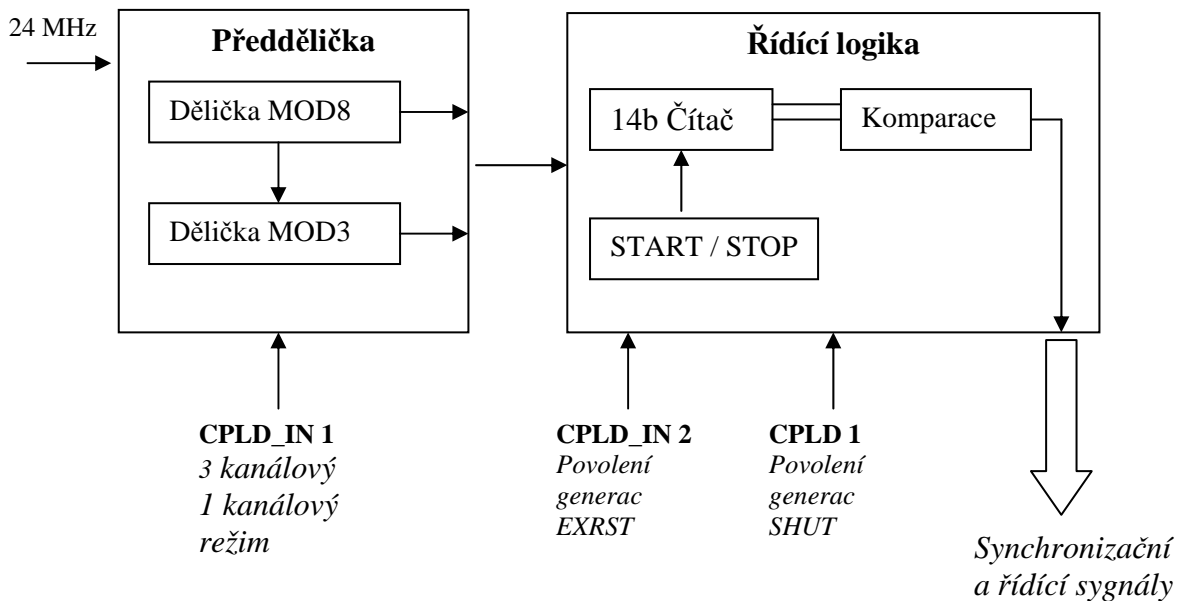 24 MHz
Předdělička
Dělička MOD8
Dělička MOD3
Řídící logika
14b Čítač
Komparace
START / STOP
CPLD_IN 1
3 kanálový
1 kanálový
režim
CPLD_IN 2
Povolení
generac
EXRST
CPLD 1
Povolení
generac
SHUT
Synchronizační
a řídící sygnály